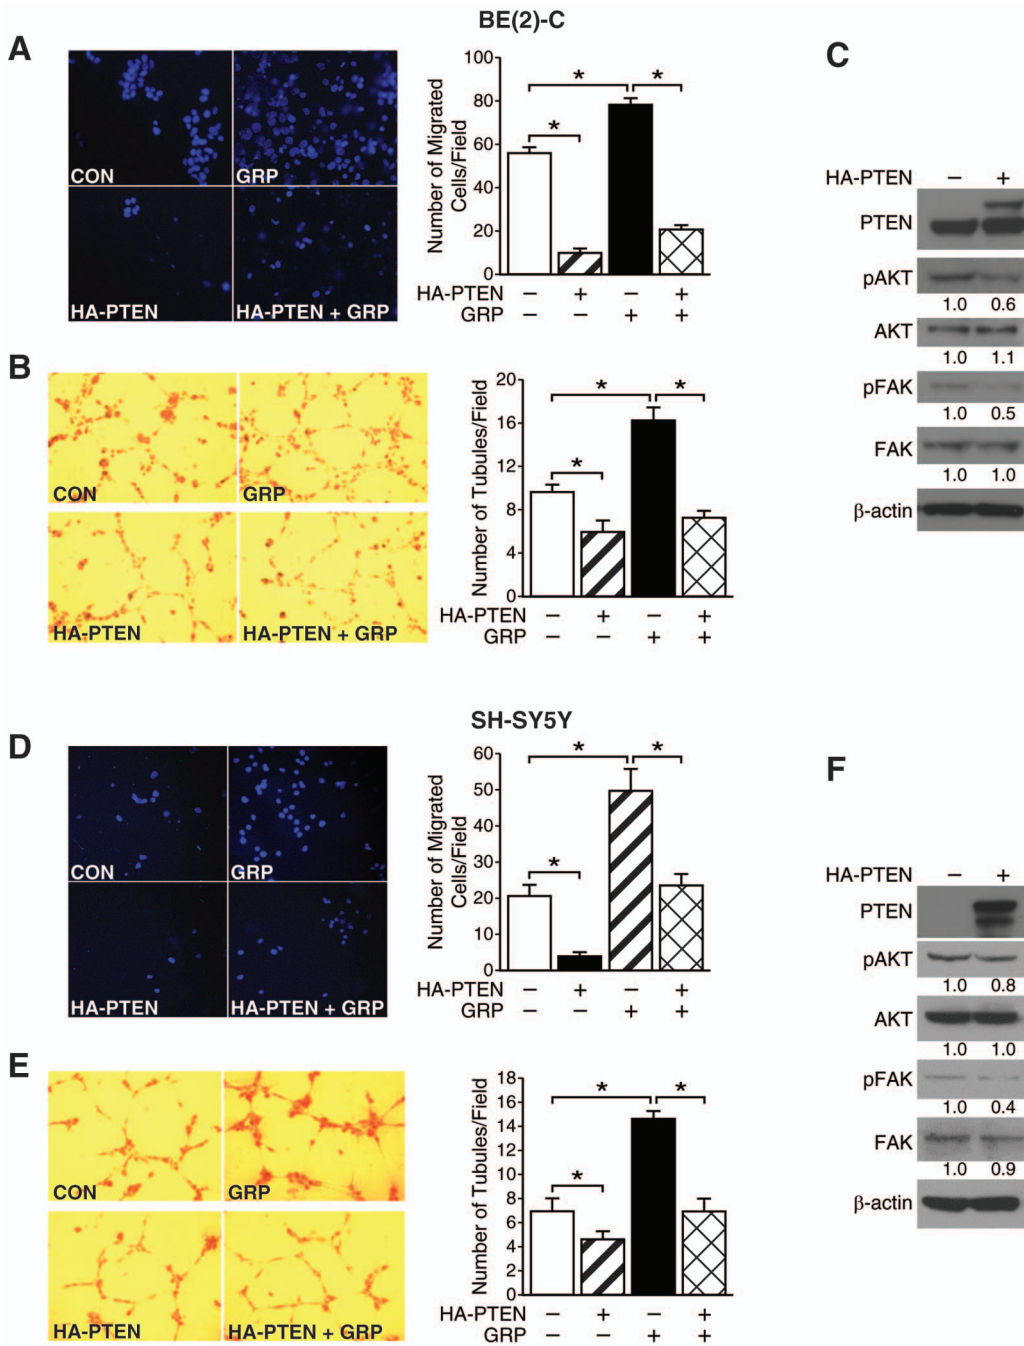 BE(2)-C
A
CON
GRP
HA-PTEN
HA-PTEN + GRP
Number of Migrated
Cells/Field
100
80
60
40
20
0
*
*
*
HA-PTEN − + − +
GRP − − + +
B
CON
GRP
HA-PTEN
HA-PTEN + GRP
Number of Tubules/Field
20
16
12
8
4
0
*
*
*
HA-PTEN − + − +
GRP − − + +
C
HA-PTEN − +
PTEN
pAKT
1.0 0.6
AKT
1.0 1.1
pFAK
1.0 0.5
FAK
1.0 1.0
β-actin
SH-SY5Y
D
CON
GRP
HA-PTEN
HA-PTEN + GRP
Number of Migrated
Cells/Field
60
50
40
30
20
10
0
*
*
*
HA-PTEN − + − +
GRP − − + +
E
CON
GRP
HA-PTEN
HA-PTEN + GRP
Number of Tubules/Field
18
16
14
12
10
8
6
4
2
0
*
*
*
HA-PTEN − + − +
GRP − − + +
F
HA-PTEN − +
PTEN
pAKT
1.0 0.8
AKT
1.0 1.0
pFAK
1.0 0.4
FAK
1.0 0.9
β-actin